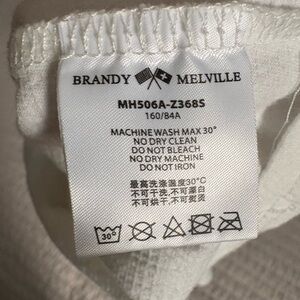 BRANDY MELVILLE
MH506A-Z368S
160/84A
MACHINE WASH MAX 30°
NO DRY CLEAN
DO NOT BLEACH
NO DRY MACHINE
DO NOT IRON
最高洗涤温度30℃
不可干洗,不可漂白
不可烘干,不可熨烫
30°